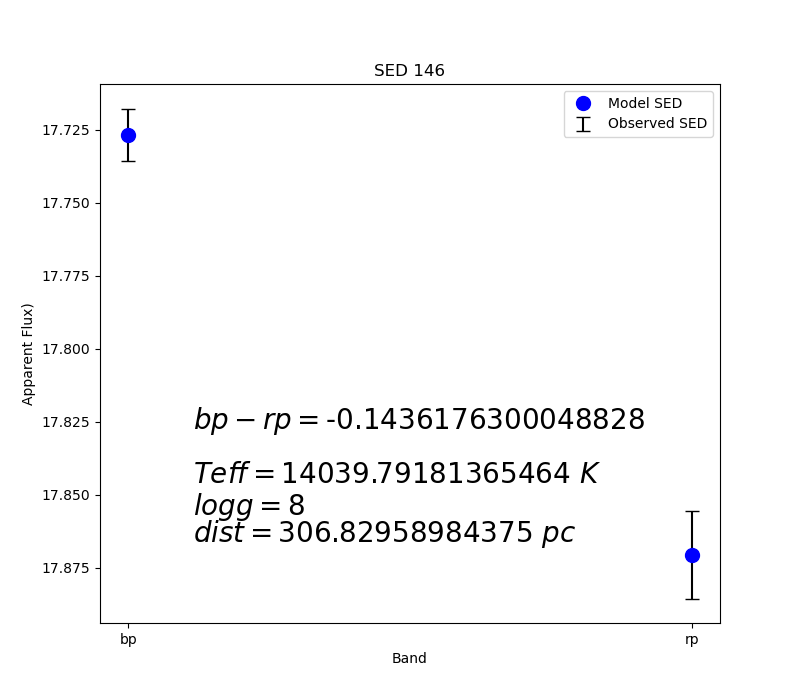 SED 146
Model SED
Observed SED
17.725
17.750
17.775
17.800
17.825
17.850
17.875
Apparent Flux)
bp − rp = -0.1436176300048828
Teff = 14039.79181365464 K
logg = 8
dist = 306.82958984375 pc
bp
rp
Band